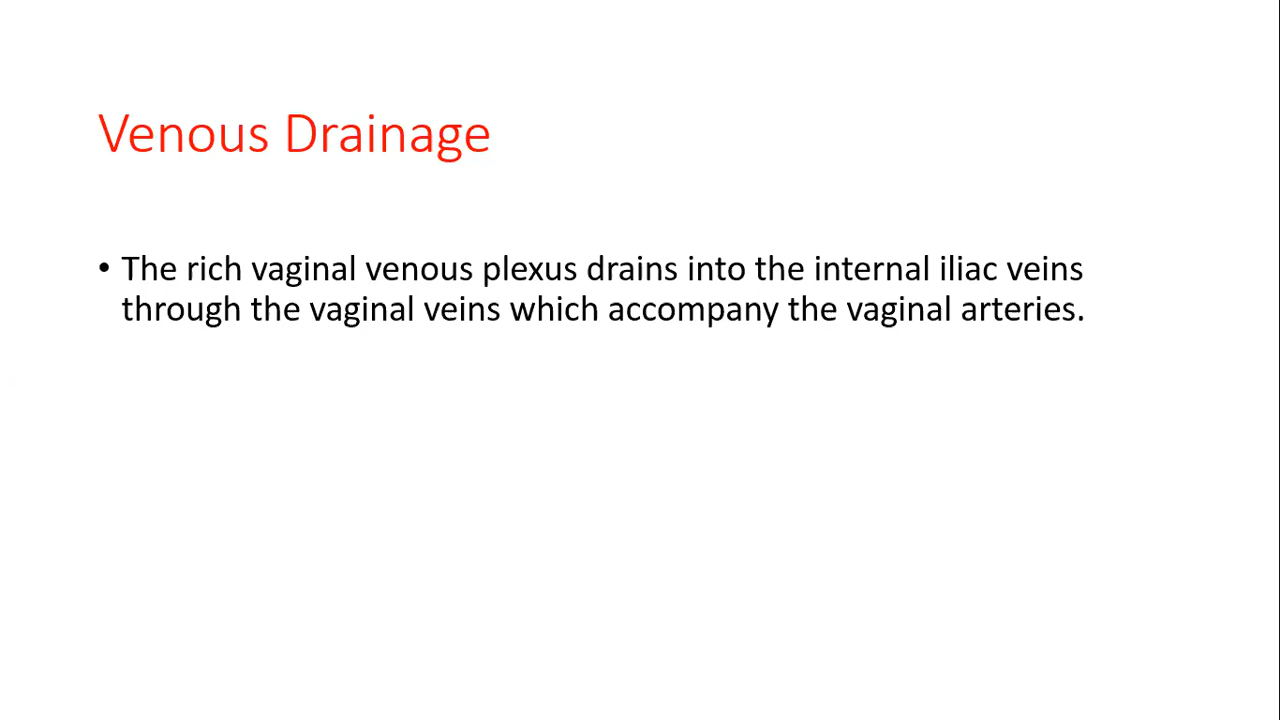 Venous Drainage
• The rich vaginal venous plexus drains into the internal iliac veins
through the vaginal veins which accompany the vaginal arteries.